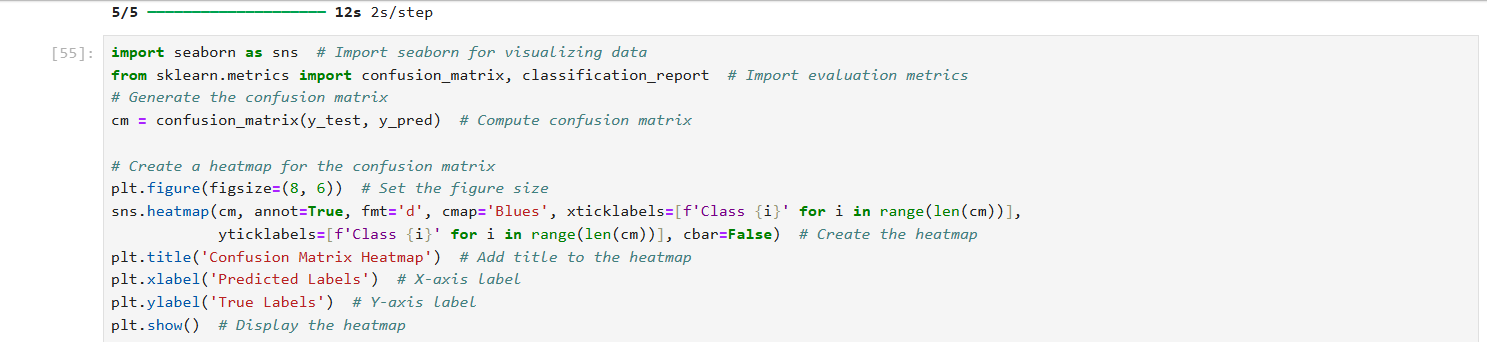 5/5 ━━━━━━━━━━━━━━━━━━━━ 12s 2s/step
[55]: import seaborn as sns  # Import seaborn for visualizing data
from sklearn.metrics import confusion_matrix, classification_report  # Import evaluation metrics
# Generate the confusion matrix
cm = confusion_matrix(y_test, y_pred)  # Compute confusion matrix

# Create a heatmap for the confusion matrix
plt.figure(figsize=(8, 6))  # Set the figure size
sns.heatmap(cm, annot=True, fmt='d', cmap='Blues', xticklabels=[f'Class {i}' for i in range(len(cm))],
            yticklabels=[f'Class {i}' for i in range(len(cm))], cbar=False)  # Create the heatmap
plt.title('Confusion Matrix Heatmap')  # Add title to the heatmap
plt.xlabel('Predicted Labels')  # X-axis label
plt.ylabel('True Labels')  # Y-axis label
plt.show()  # Display the heatmap